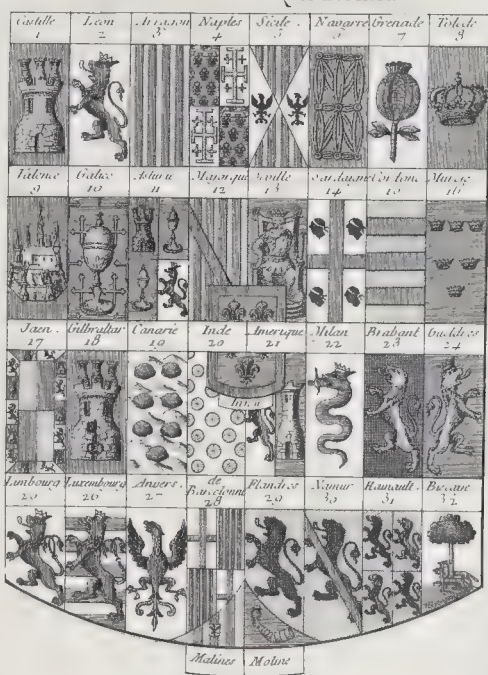 Castille Leon Arragon Naples Sicile Navarre Grenade Tolede
1 2 3 4 5 6 7 8
Valence Galice Asturie Majorque Seville Sardaigne Cordoue Murcie
9 10 11 12 13 14 15 16
Jaen Gilbraltar Canarie Inde Amerique Milan Brabant Gueldres
17 18 19 20 21 22 23 24
Limbourg Luxembourg Anvers de Barcelonne Flandres Namur Hainault Biscaie
25 26 27 28 29 30 31 32
Malines Moline